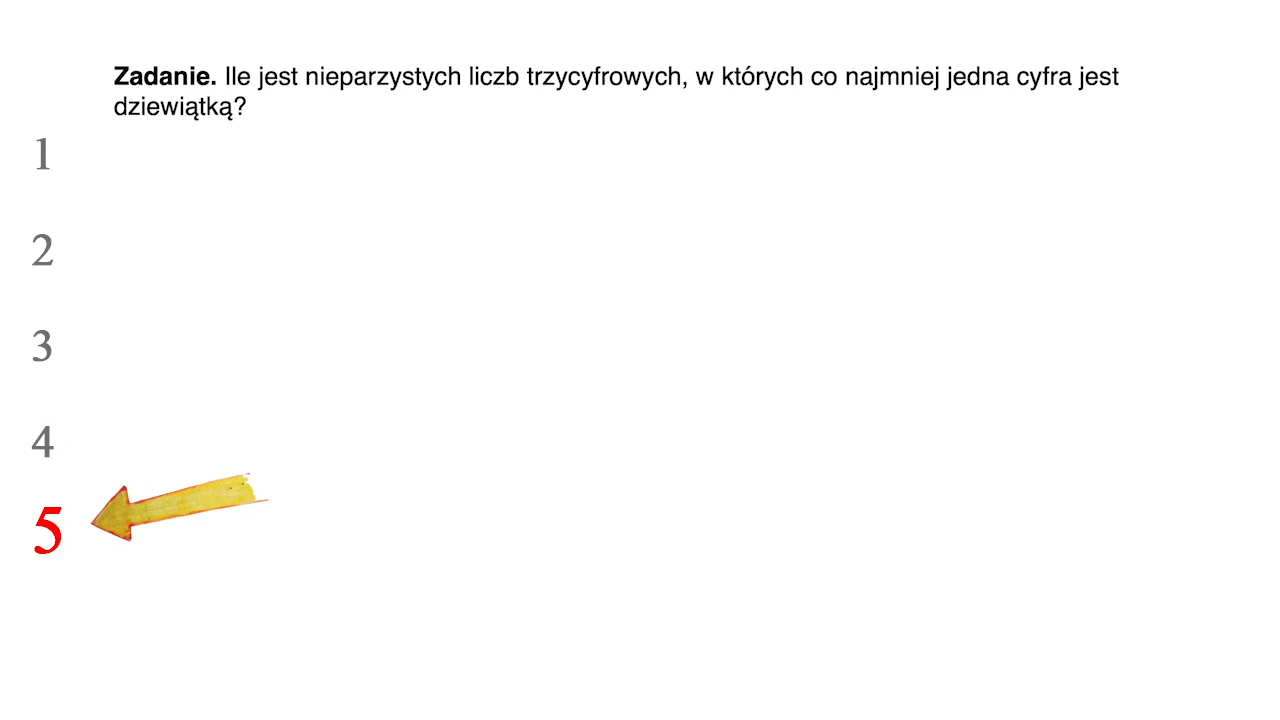 Zadanie. Ile jest nieparzystych liczb trzycyfrowych, w których co najmniej jedna cyfra jest
dziewiątką?
1
2
3
4
5